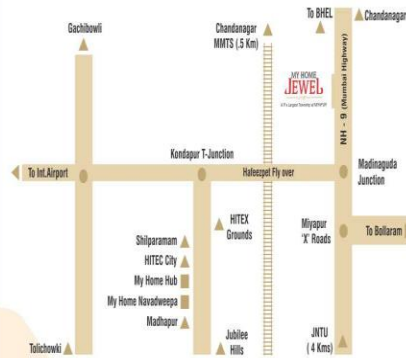 To BHEL
Chandanagar
Gachibowli
Chandanagar
MMTS (.5 Km)
MY HOME
JEWEL
NH - 9 (Mumbai Highway)
Kondapur T-Junction
To Int.Airport
Hafeezpet Fly over
Madinaguda
Junction
HITEX
Grounds
Miyapur
'X' Roads
To Bollaram
Shilparamam
HITEC City
My Home Hub
My Home Navadweepa
Madhapur
Tolichowki
Jubilee
Hills
JNTU
( 4 Kms)